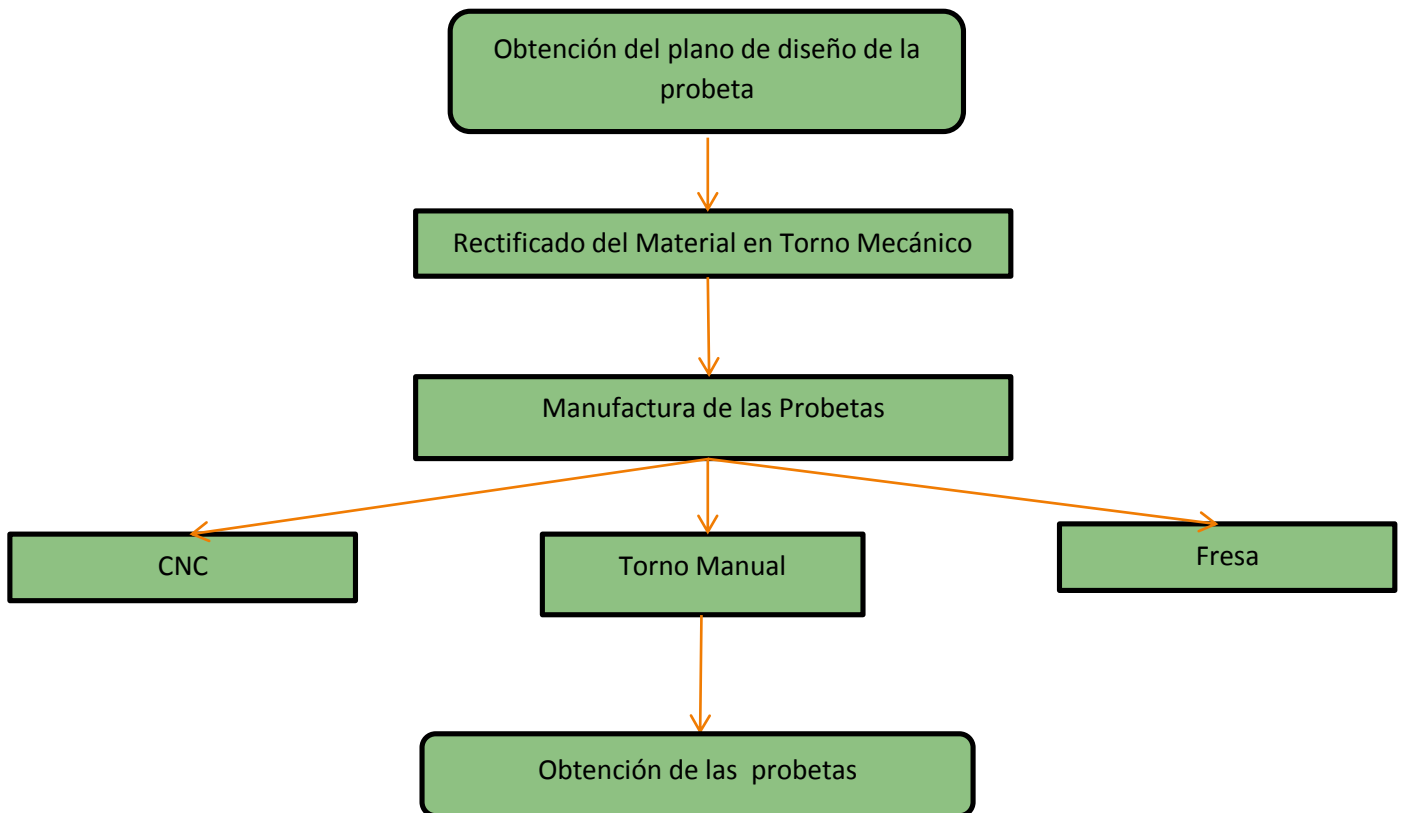 Obtención del plano de diseño de la
probeta
Rectificado del Material en Torno Mecánico
Manufactura de las Probetas
CNC
Torno Manual
Fresa
Obtención de las  probetas